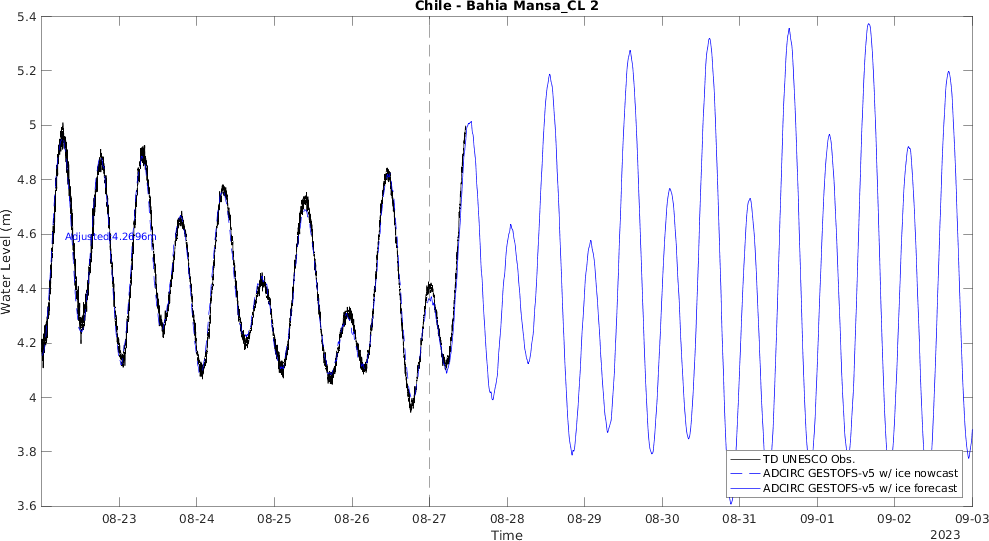 Chile - Bahia Mansa_CL 2
5.4
5.2
5
4.8
4.6
4.4
4.2
4
3.8
3.6
Water Level (m)
Adjusted 4.2696m
TD UNESCO Obs.
ADCIRC GESTOFS-v5 w/ ice nowcast
ADCIRC GESTOFS-v5 w/ ice forecast
08-23 08-24 08-25 08-26 08-27 08-28 08-29 08-30 08-31 09-01 09-02 09-03
Time
2023